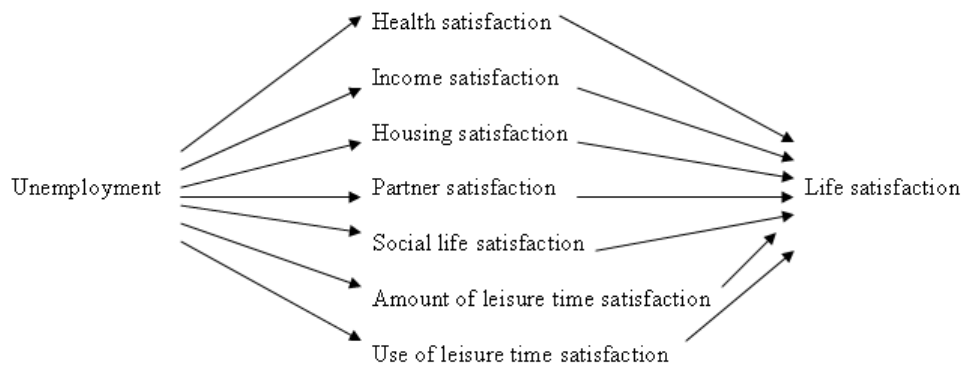 Health satisfaction
Income satisfaction
Housing satisfaction
Unemployment
Partner satisfaction
Life satisfaction
Social life satisfaction
Amount of leisure time satisfaction
Use of leisure time satisfaction